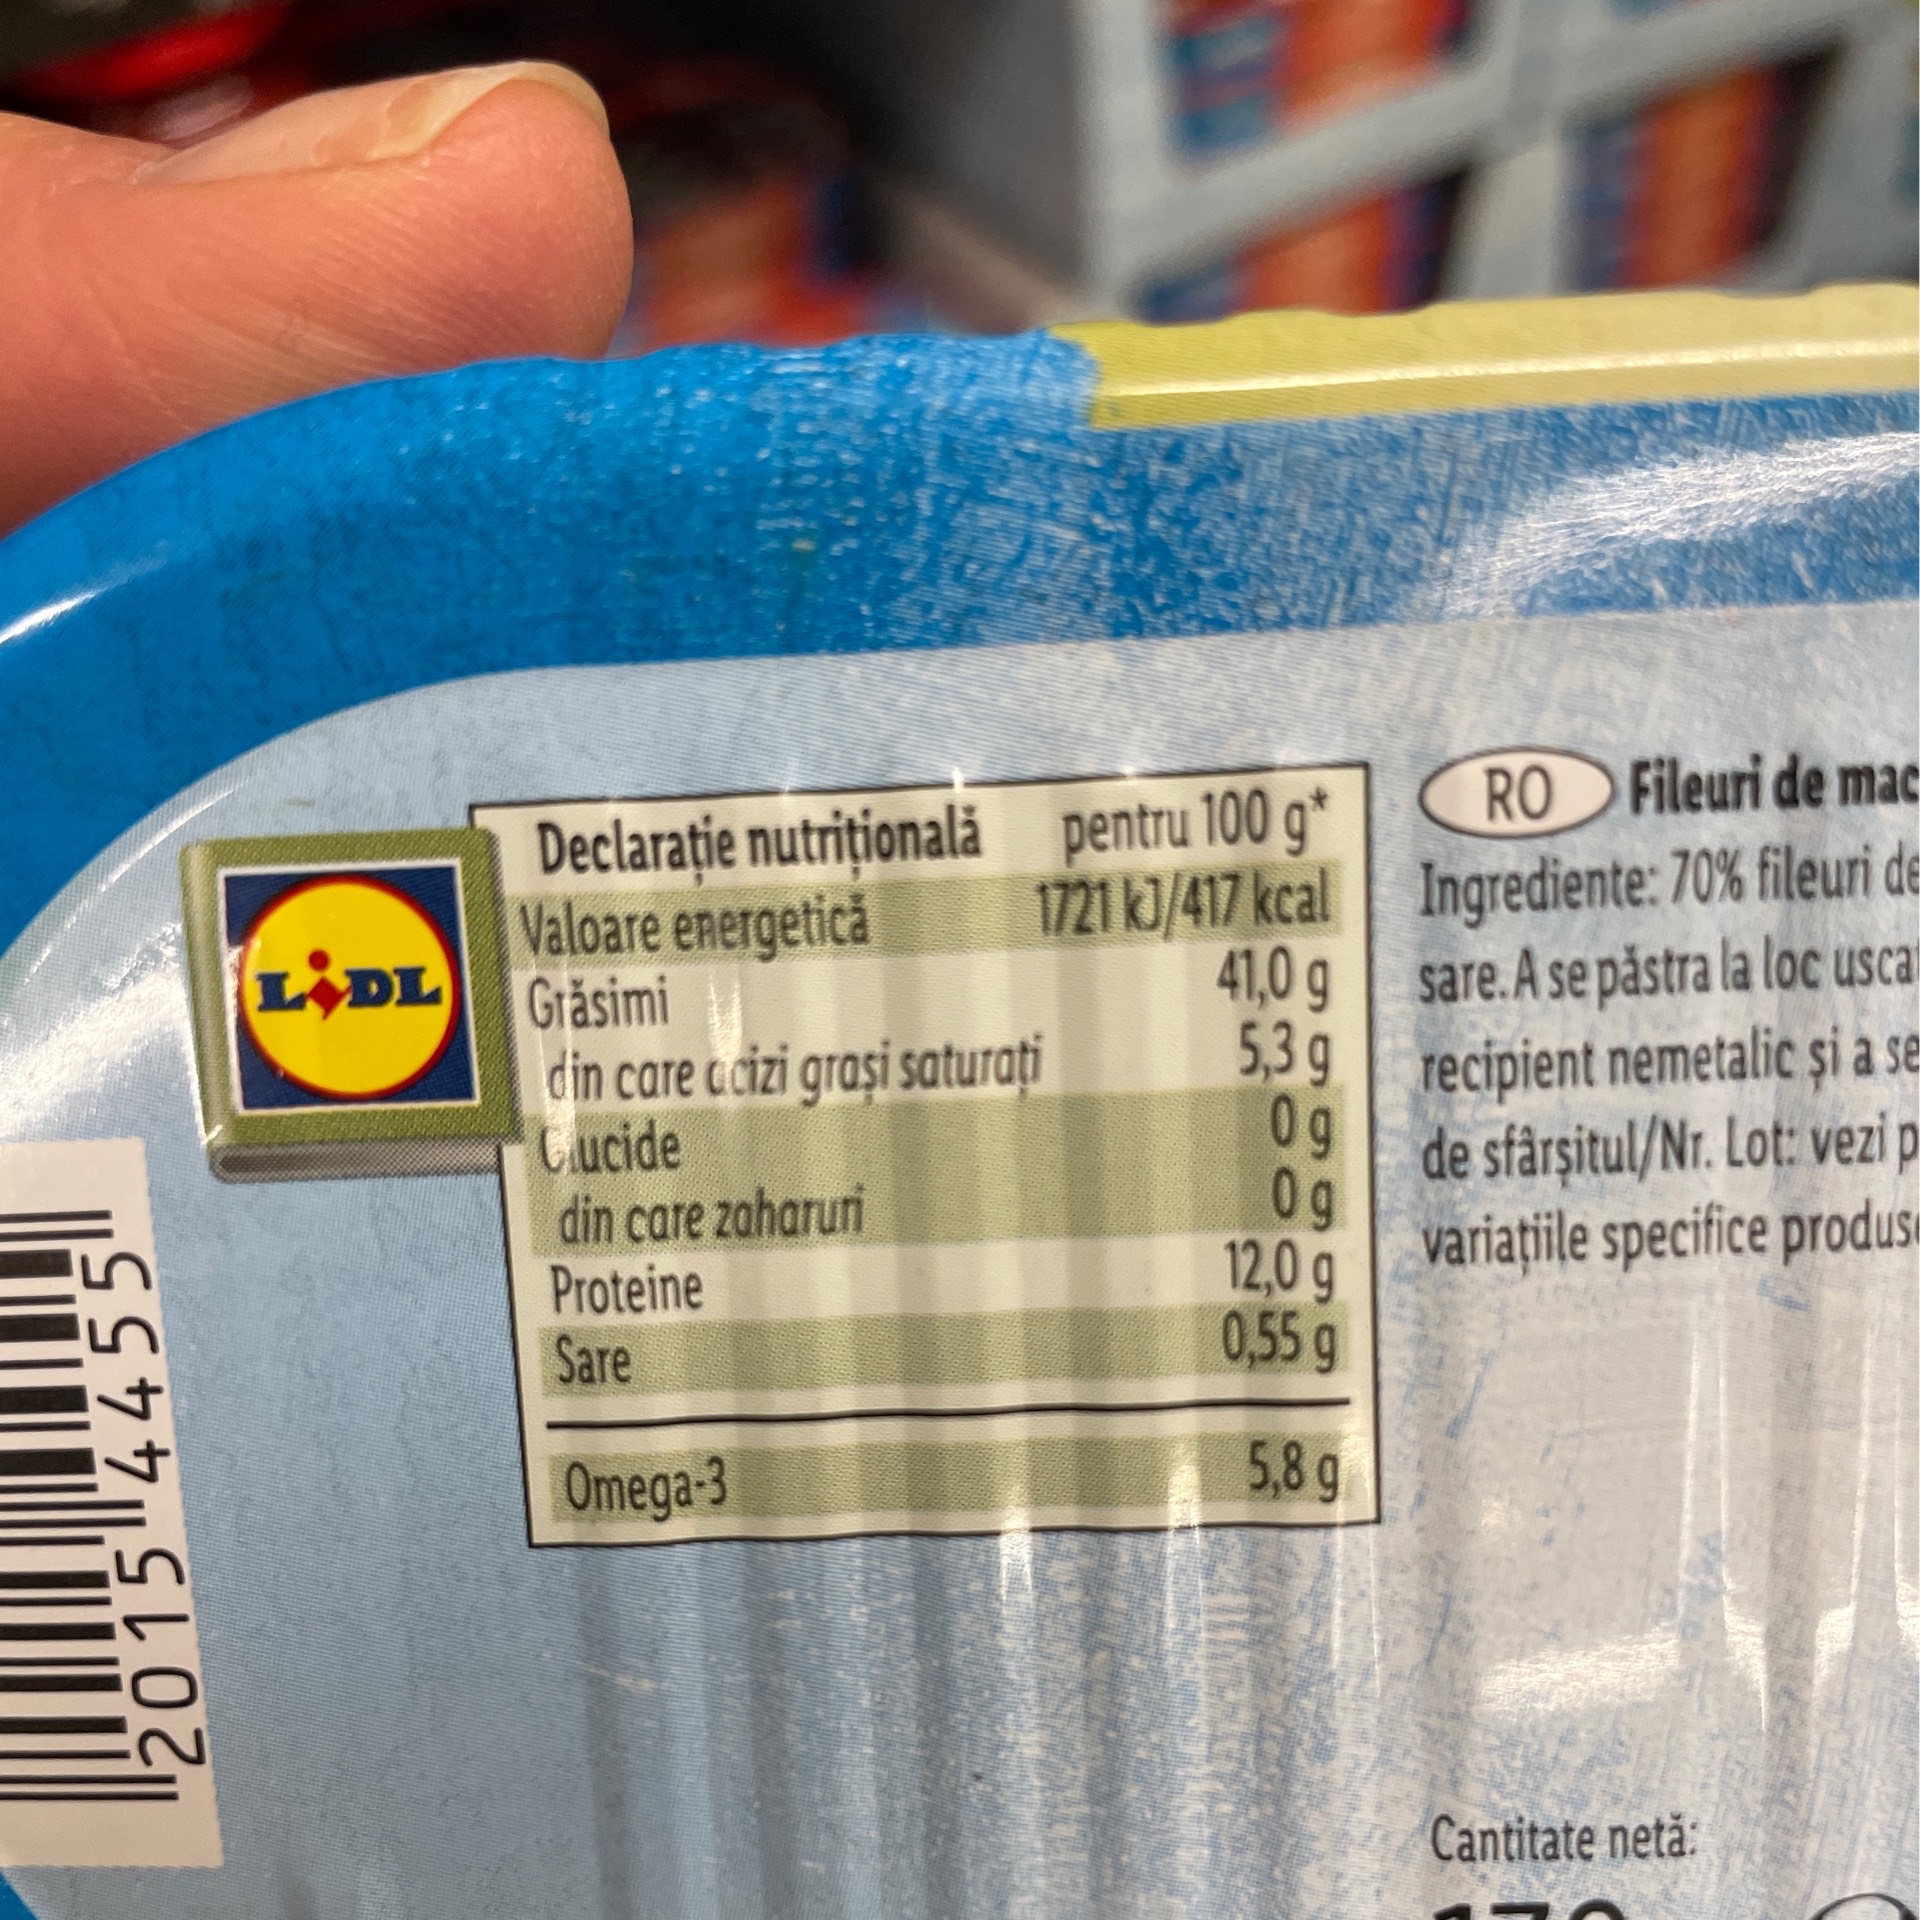 Declarație nutrițională pentru 100 g*
Valoare energetică 1721 kJ/417 kcal
Grăsimi 41,0 g
din care acizi grași saturați 5,3 g
Glucide 0 g
din care zaharuri 0 g
Proteine 12,0 g
Sare 0,55 g
Omega-3 5,8 g
LIDL
20154455
RO Fileuri de mac
Ingrediente: 70% fileuri de
sare. A se păstra la loc usca
recipient nemetalic și a se
de sfârșitul/Nr. Lot: vezi p
variațiile specifice produs
Cantitate netă: